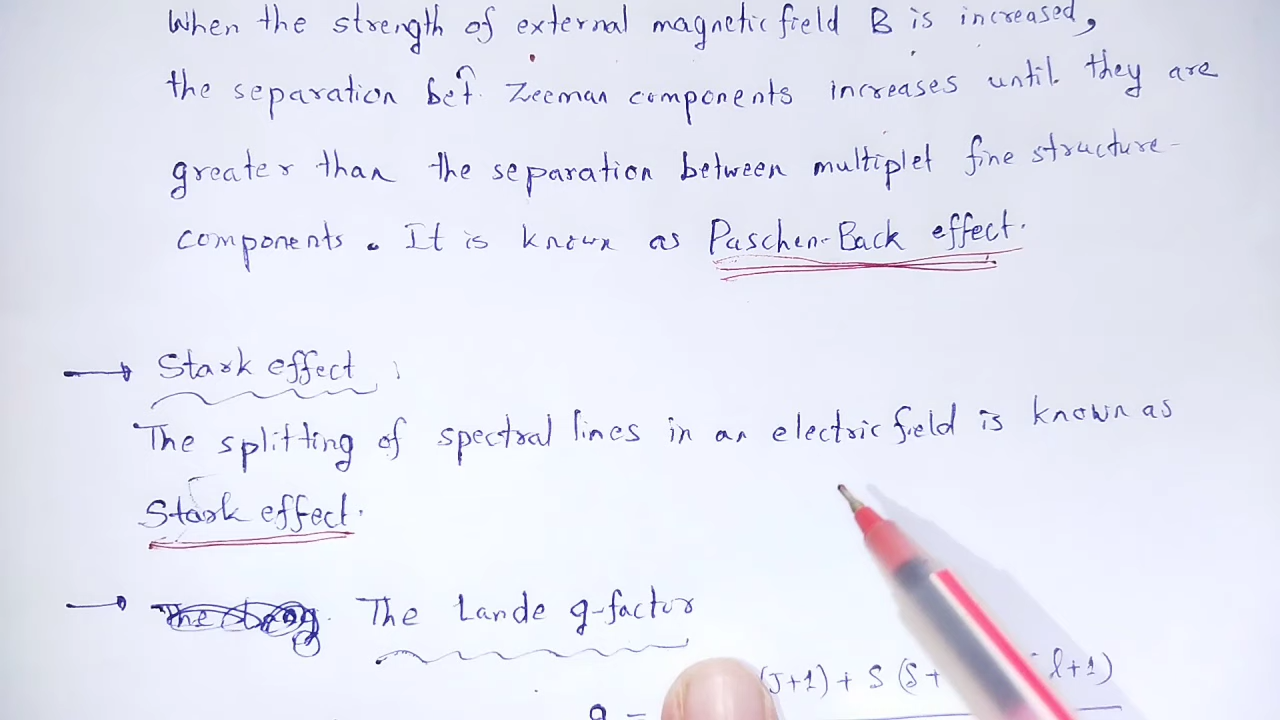 When the strength of external magnetic field B is increased,
the separation bet. Zeeman components increases until they are
greater than the separation between multiplet fine structure-
components. It is known as Paschen-Back effect.
→ Stark effect :
The splitting of spectral lines in an electric field is known as
Stark effect.
→ The Lande g-factor
(J+1) + S (S+ l+1)
g =